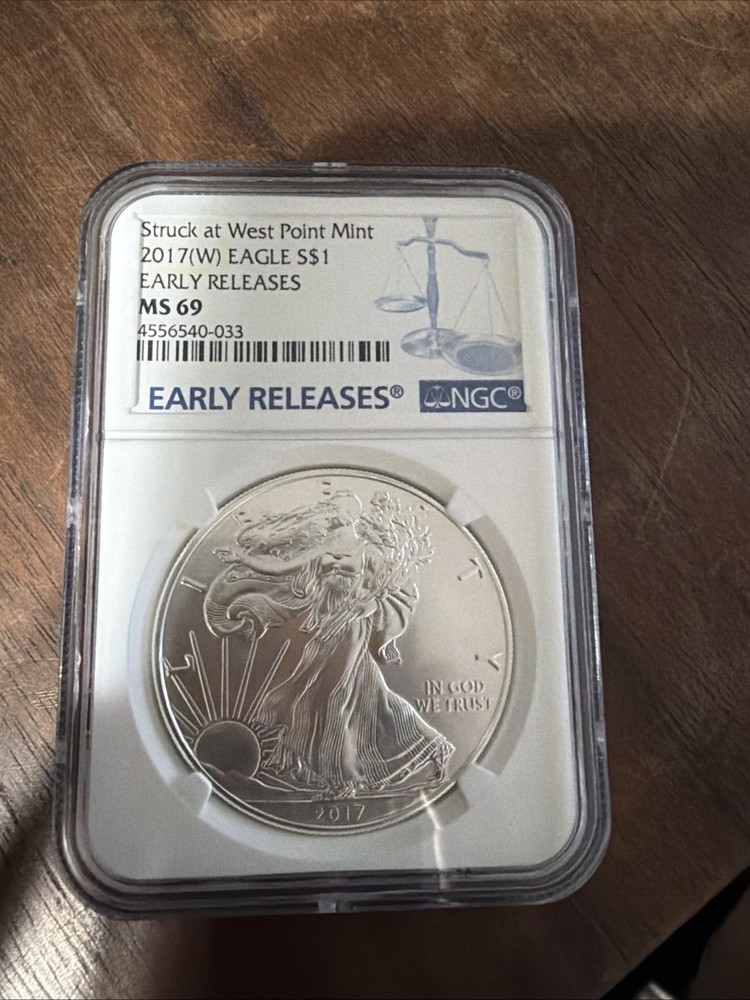 Struck at West Point Mint
2017(W) EAGLE S$1
EARLY RELEASES
MS 69
4556540-033
EARLY RELEASES® NGC®
LIBERTY
IN GOD
WE TRUST
2017